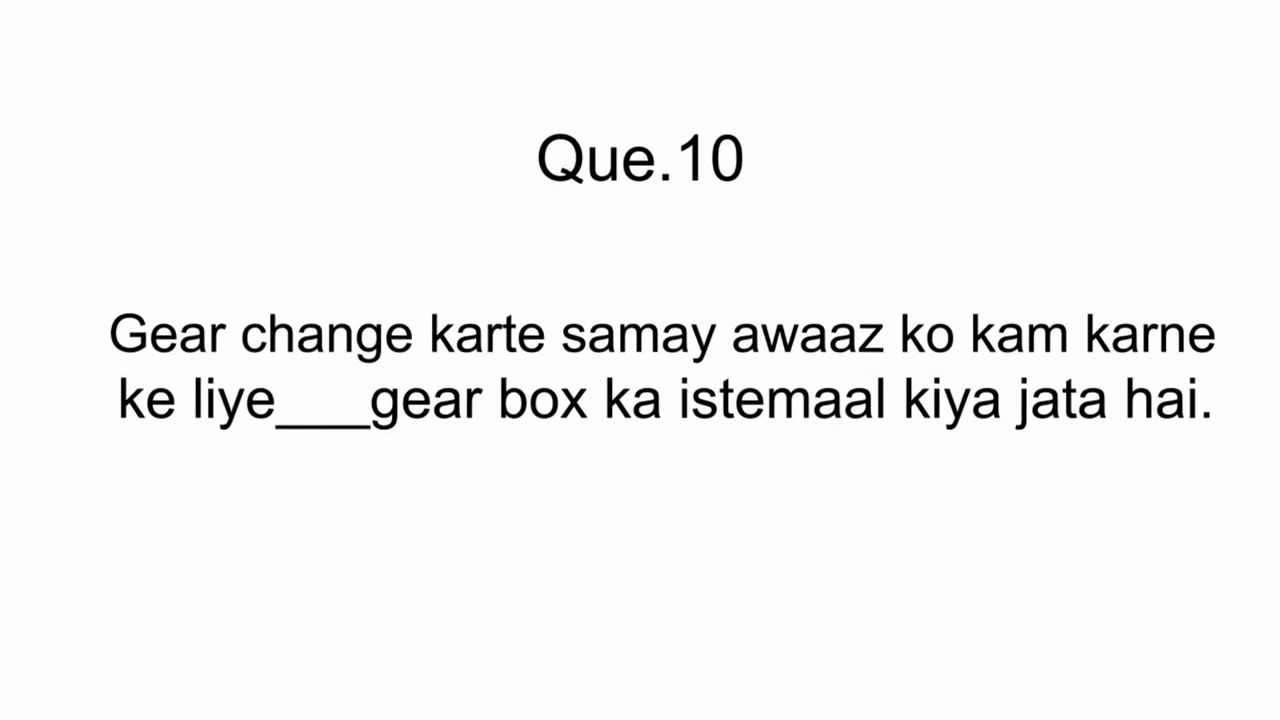 Que.10
Gear change karte samay awaaz ko kam karne
ke liye___gear box ka istemaal kiya jata hai.